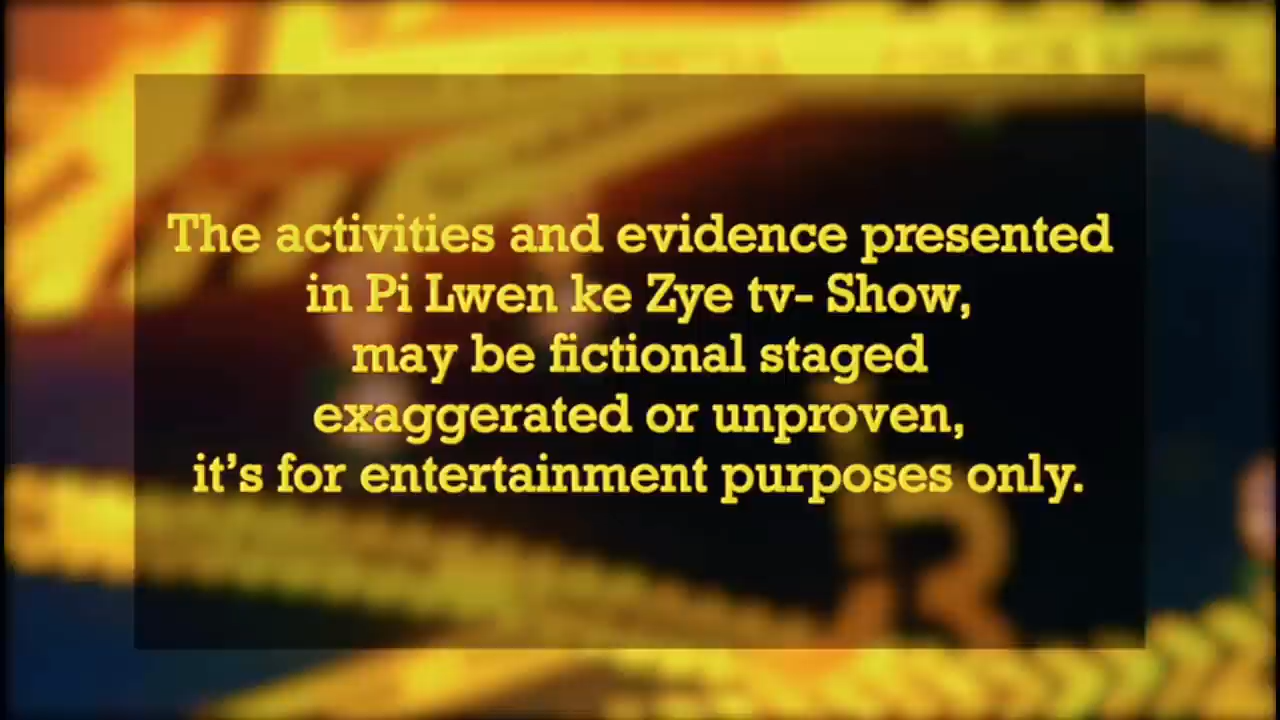 The activities and evidence presented
in Pi Lwen ke Zye tv- Show,
may be fictional staged
exaggerated or unproven,
it's for entertainment purposes only.